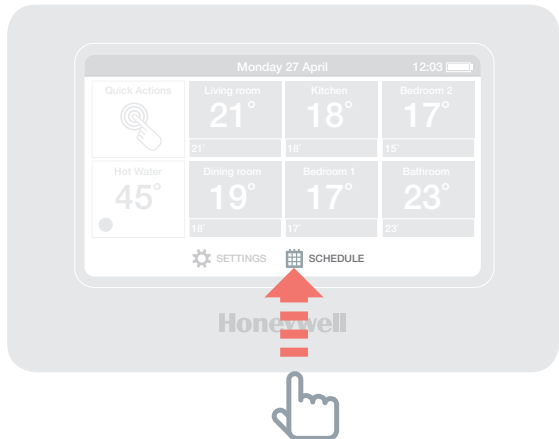 Monday 27 April 12:03
Quick Actions Living room Kitchen Bedroom 2
21° 18° 17°
21° 18° 15°
Hot Water Dining room Bedroom 1 Bathroom
45° 19° 17° 23°
18° 17° 23°
SETTINGS SCHEDULE
Honeywell